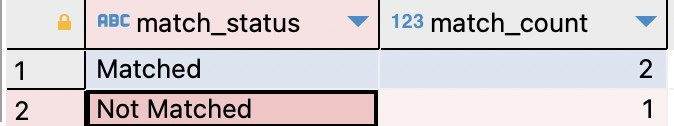 ABC match_status 123 match_count
1 Matched 2
2 Not Matched 1